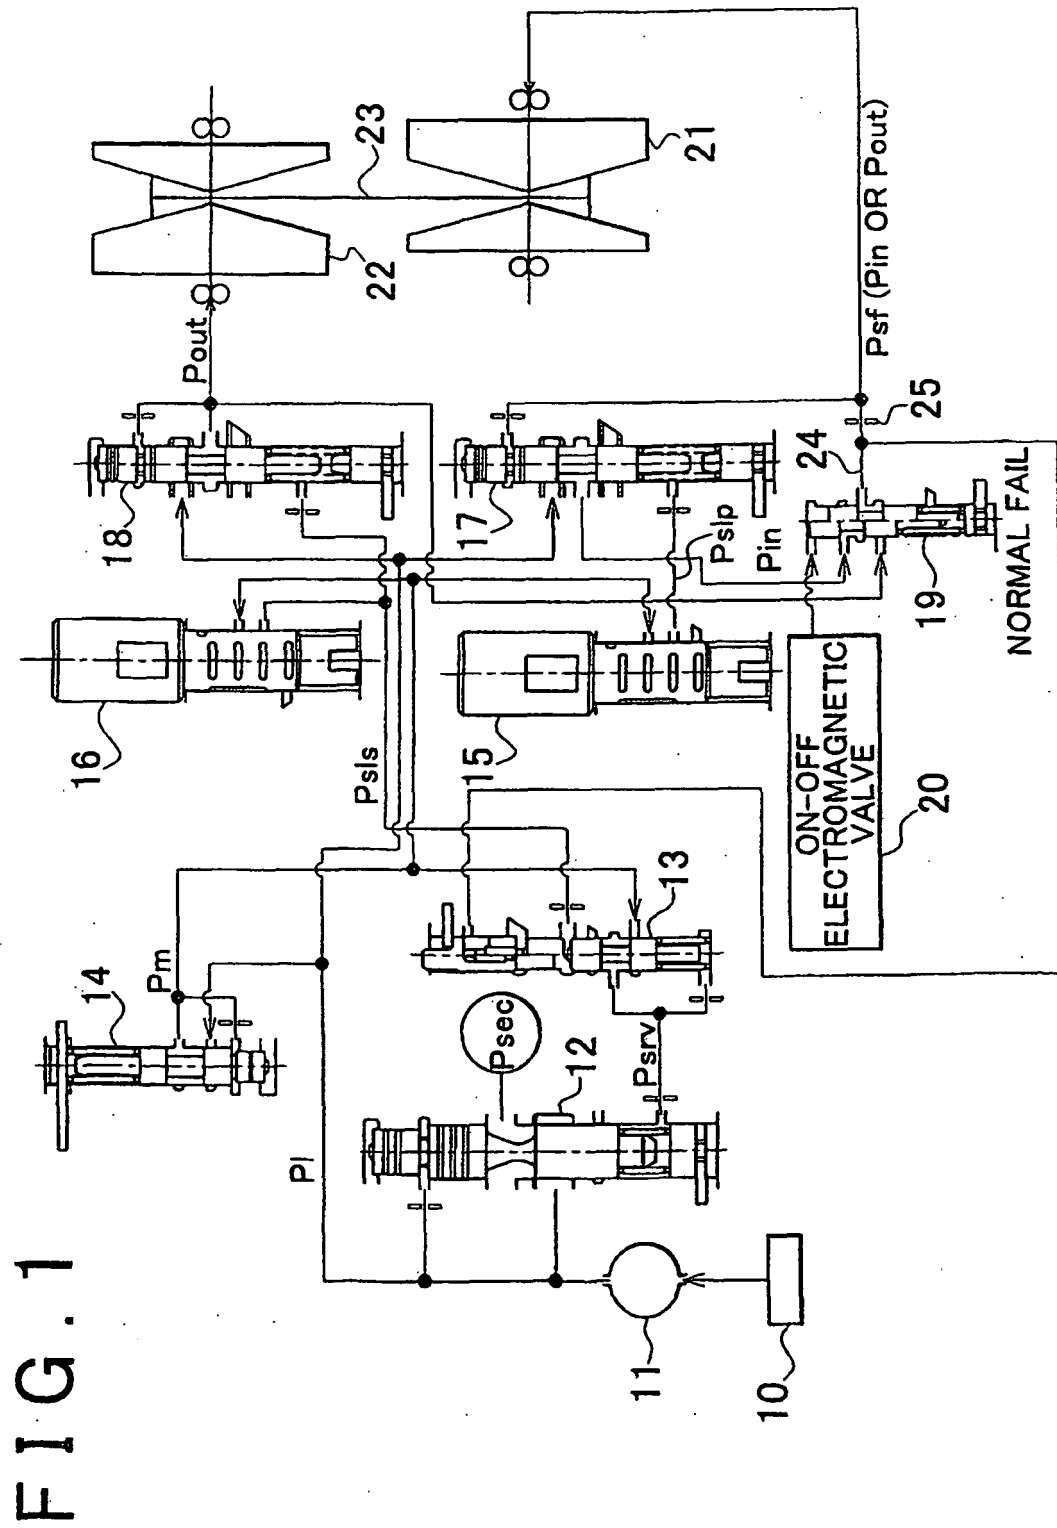 FIG. 1
14
Pm
Pl
Psec
12
Psrv
13
11
10
16
Psls
15
ON-OFF
ELECTROMAGNETIC
VALVE
20
18
17
Pslp
Pin
19
NORMAL FAIL
24
25
Pout
Psf (Pin OR Pout)
22
23
21